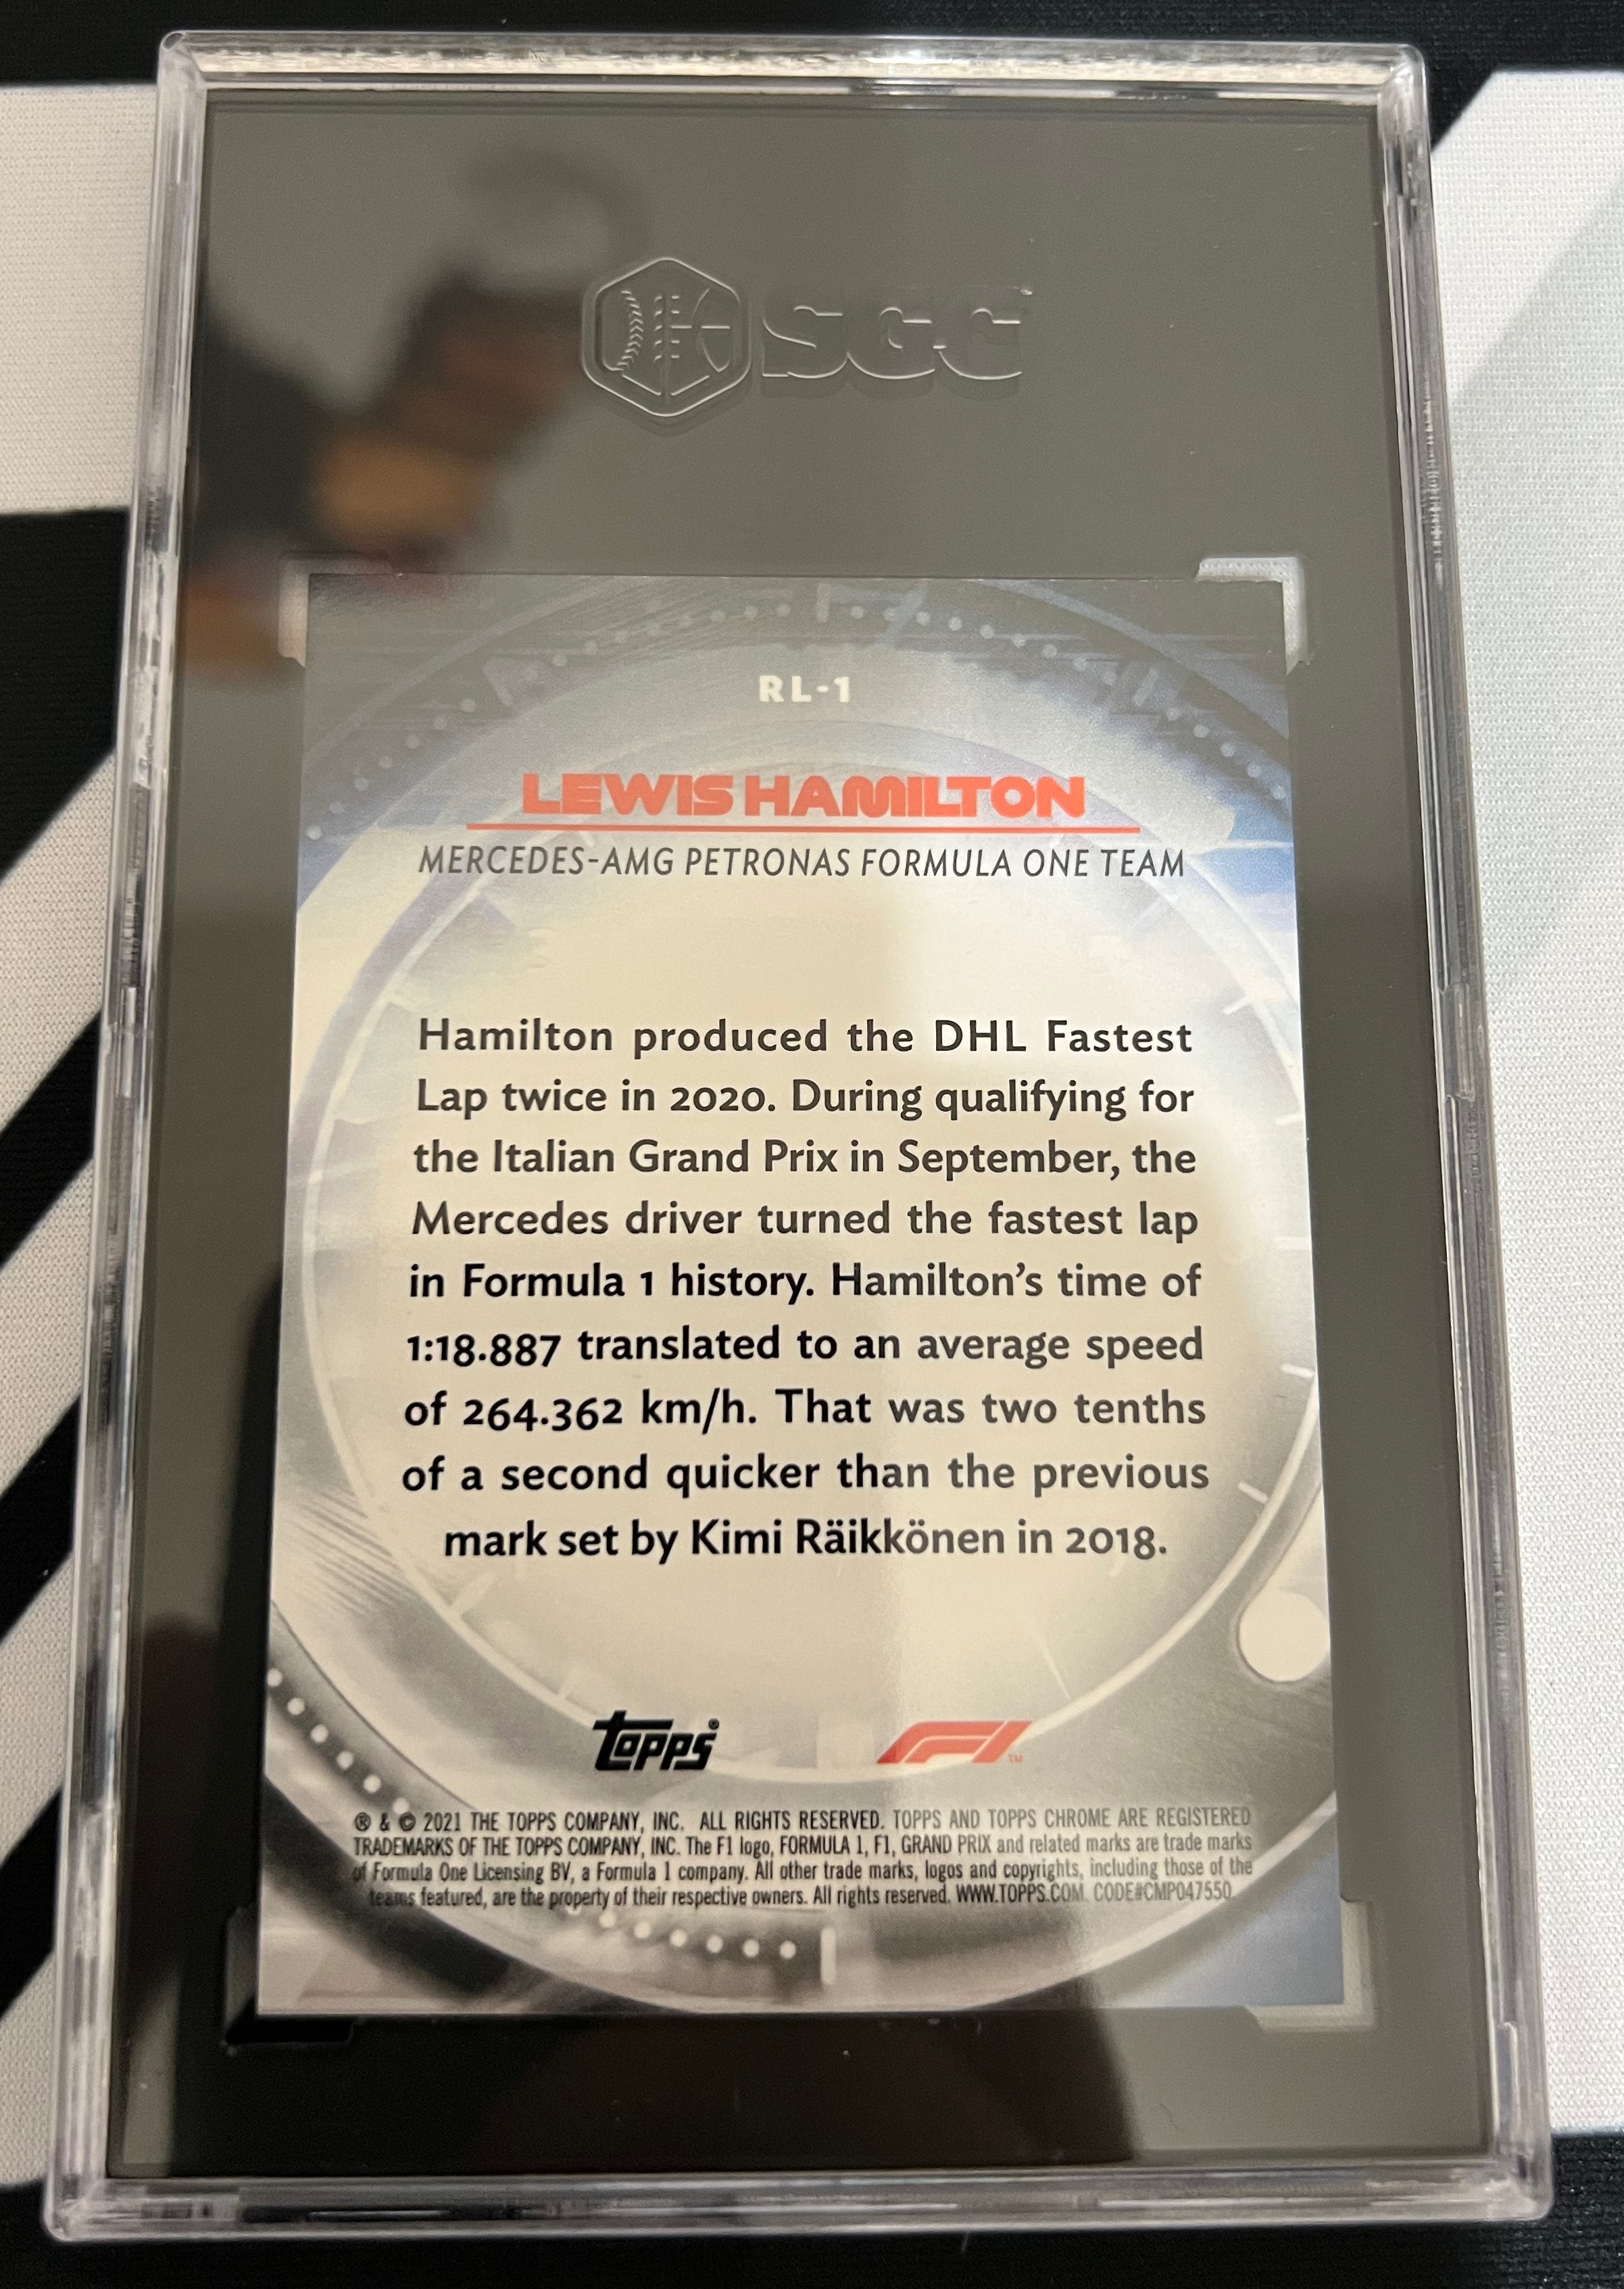 SGC
RL-1
LEWIS HAMILTON
MERCEDES-AMG PETRONAS FORMULA ONE TEAM
Hamilton produced the DHL Fastest
Lap twice in 2020. During qualifying for
the Italian Grand Prix in September, the
Mercedes driver turned the fastest lap
in Formula 1 history. Hamilton's time of
1:18.887 translated to an average speed
of 264.362 km/h. That was two tenths
of a second quicker than the previous
mark set by Kimi Räikkönen in 2018.
topps® F1™
® & © 2021 THE TOPPS COMPANY, INC. ALL RIGHTS RESERVED. TOPPS AND TOPPS CHROME ARE REGISTERED
TRADEMARKS OF THE TOPPS COMPANY, INC. The F1 logo, FORMULA 1, F1, GRAND PRIX and related marks are trade marks
of Formula One Licensing BV, a Formula 1 company. All other trade marks, logos and copyrights, including those of the
teams featured, are the property of their respective owners. All rights reserved. WWW.TOPPS.COM. CODE#CMP047550